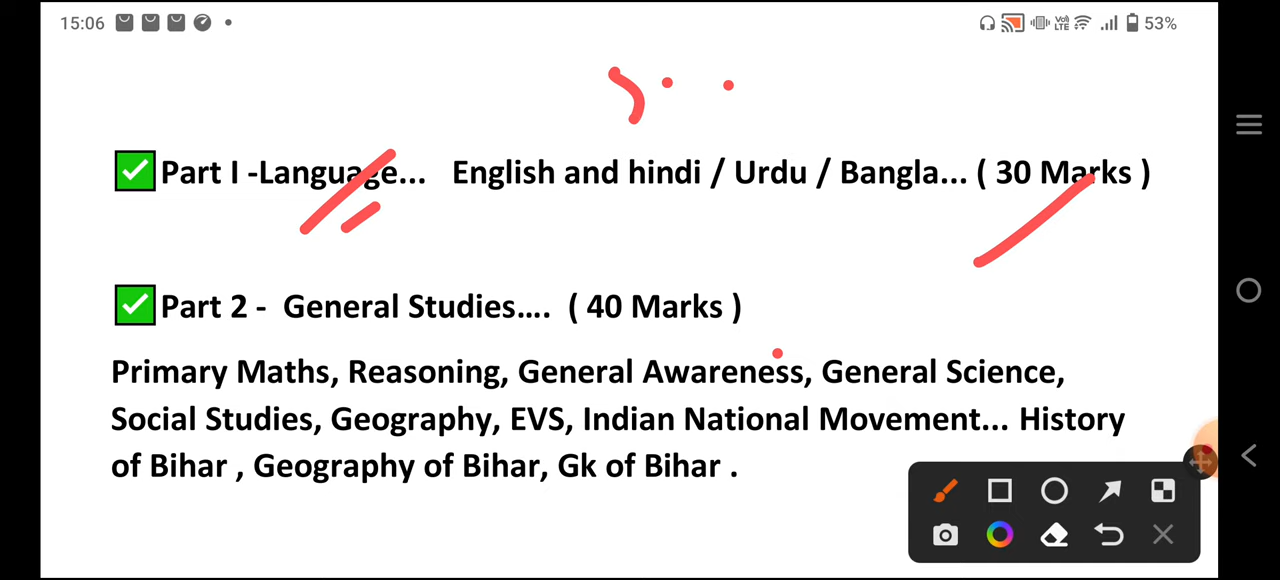 15:06 Vo) LTE 53%
Part I -Language... English and hindi / Urdu / Bangla... ( 30 Marks )
Part 2 - General Studies.... ( 40 Marks )
Primary Maths, Reasoning, General Awareness, General Science,
Social Studies, Geography, EVS, Indian National Movement... History
of Bihar , Geography of Bihar, Gk of Bihar .